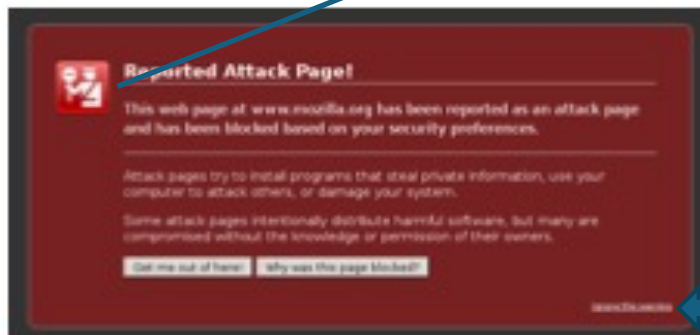 Reported Attack Page!
This web page at www.mozilla.org has been reported as an attack page
and has been blocked based on your security preferences.
Attack pages try to install programs that steal private information, use your
computer to attack others, or damage your system.
Some attack pages intentionally distribute harmful software, but many are
compromised without the knowledge or permission of their owners.
Get me out of here! Why was this page blocked?
Ignore this warning